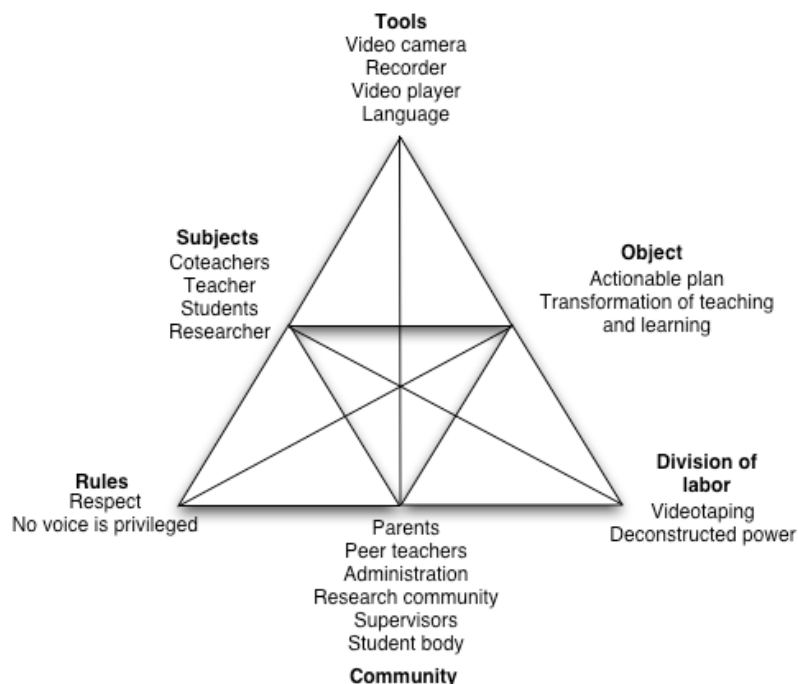 Tools
Video camera
Recorder
Video player
Language
Subjects
Coteachers
Teacher
Students
Researcher
Object
Actionable plan
Transformation of teaching
and learning
Rules
Respect
No voice is privileged
Division of
labor
Videotaping
Deconstructed power
Parents
Peer teachers
Administration
Research community
Supervisors
Student body
Community